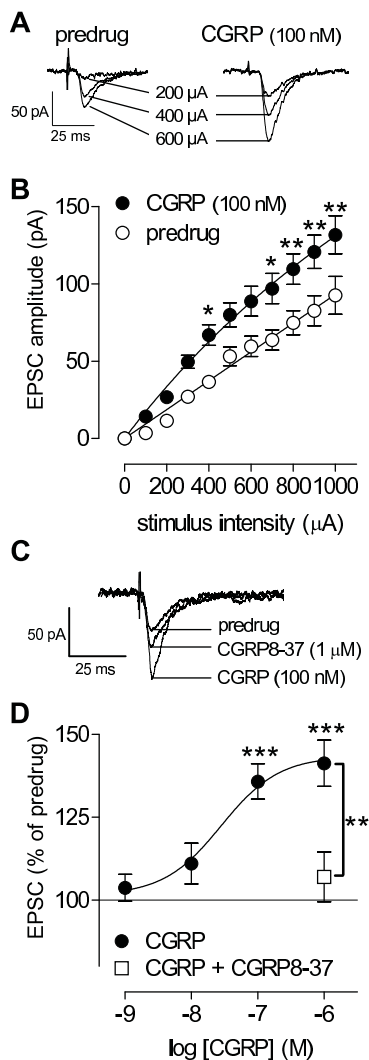 A
predrug
CGRP (100 nM)
200 µA
400 µA
600 µA
50 pA
25 ms
B
EPSC amplitude (pA)
150
100
50
0
CGRP (100 nM)
predrug
*
*
**
**
**
0 200 400 600 800 1000
stimulus intensity (µA)
C
50 pA
25 ms
predrug
CGRP8-37 (1 µM)
CGRP (100 nM)
D
EPSC (% of predrug)
150
125
100
***
***
**
CGRP
CGRP + CGRP8-37
-9 -8 -7 -6
log [CGRP] (M)